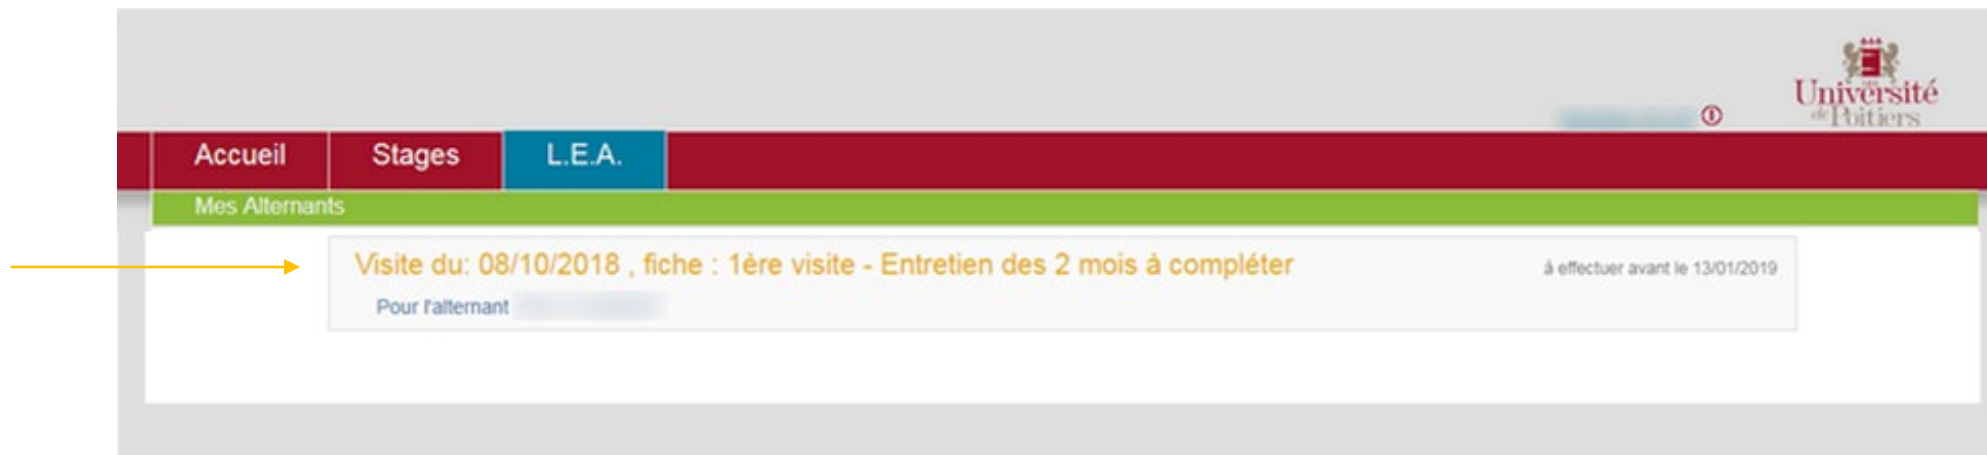 Université
de Poitiers
Accueil
Stages
L.E.A.
Mes Alternants
Visite du: 08/10/2018 , fiche : 1ère visite - Entretien des 2 mois à compléter
à effectuer avant le 13/01/2019
Pour l'alternant